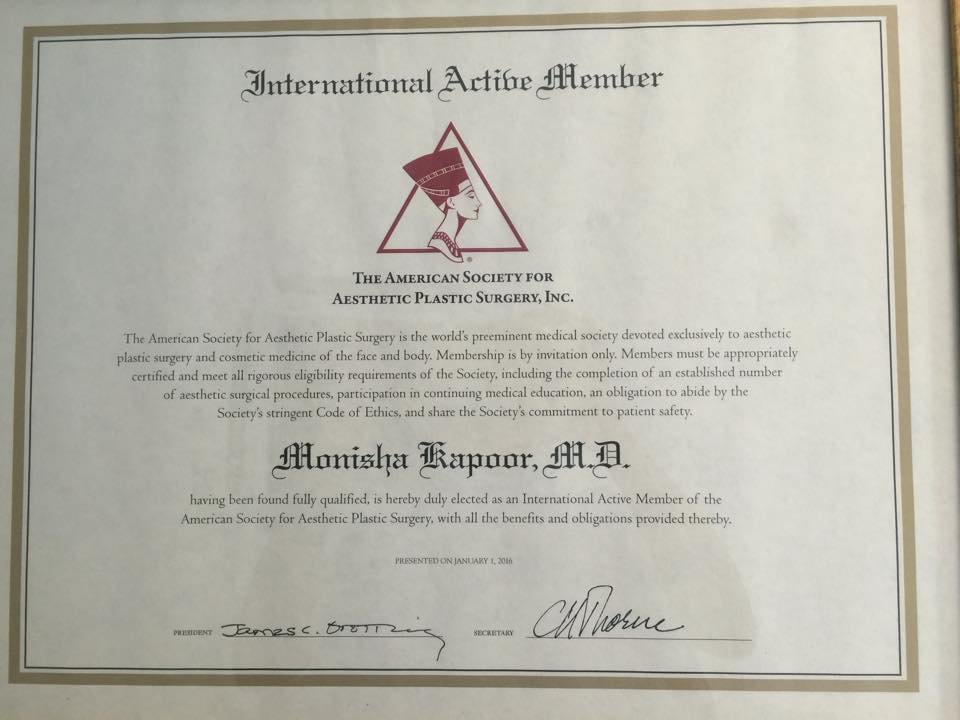 International Active Member
®
THE AMERICAN SOCIETY FOR
AESTHETIC PLASTIC SURGERY, INC.
The American Society for Aesthetic Plastic Surgery is the world's preeminent medical society devoted exclusively to aesthetic
plastic surgery and cosmetic medicine of the face and body. Membership is by invitation only. Members must be appropriately
certified and meet all rigorous eligibility requirements of the Society, including the completion of an established number
of aesthetic surgical procedures, participation in continuing medical education, an obligation to abide by the
Society's stringent Code of Ethics, and share the Society's commitment to patient safety.
Monisha Kapoor, M.D.
having been found fully qualified, is hereby duly elected as an International Active Member of the
American Society for Aesthetic Plastic Surgery, with all the benefits and obligations provided thereby.
PRESENTED ON JANUARY 1, 2016
PRESIDENT James C. SECRETARY CH Thorne